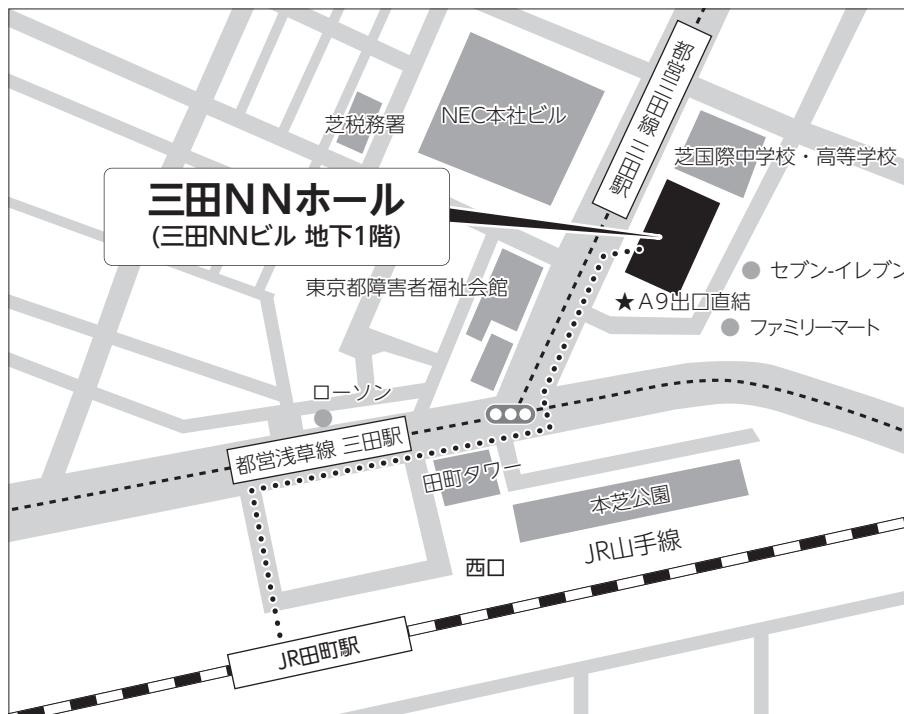 都営三田線 三田駅
NEC本社ビル
芝税務署
芝国際中学校・高等学校
三田NNホール
(三田NNビル 地下1階)
セブン-イレブン
東京都障害者福祉会館
★A9出口直結
ファミリーマート
ローソン
都営浅草線 三田駅
田町タワー
本芝公園
JR山手線
西口
JR田町駅